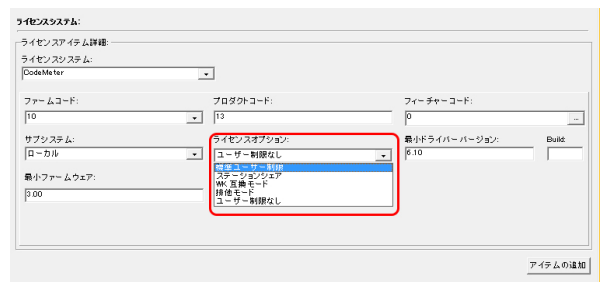 ライセンスシステム:
ライセンスアイテム詳細:
ライセンスシステム:
CodeMeter
ファームコード:
プロダクトコード:
フィーチャーコード:
10
13
0
...
サブシステム:
ライセンスオプション:
最小ドライバーバージョン:
Build:
ローカル
ユーザー制限なし
6.10
標準ユーザー制限
ステーションシェア
WK 互換モード
排他モード
ユーザー制限なし
最小ファームウェア:
3.00
アイテムの追加